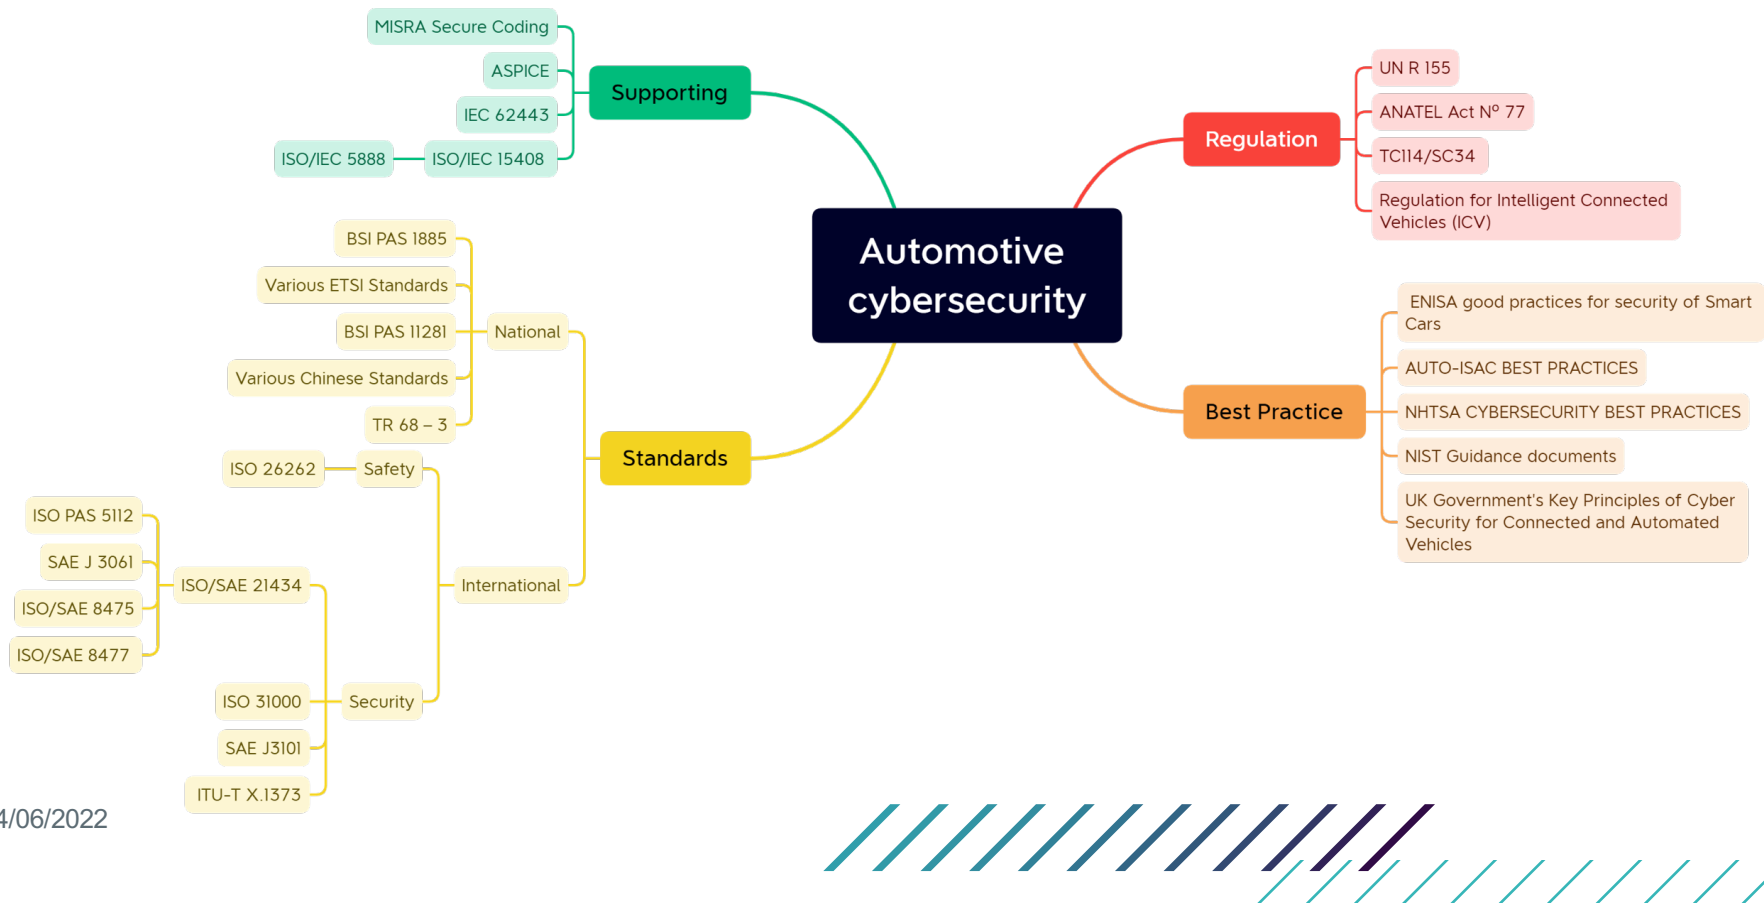 MISRA Secure Coding
ASPICE
IEC 62443
ISO/IEC 5888
ISO/IEC 15408
Supporting
UN R 155
ANATEL Act Nº 77
TC114/SC34
Regulation for Intelligent Connected
Vehicles (ICV)
Regulation
Automotive
cybersecurity
BSI PAS 1885
Various ETSI Standards
BSI PAS 11281
Various Chinese Standards
TR 68 – 3
National
Standards
ISO 26262
Safety
International
ISO PAS 5112
SAE J 3061
ISO/SAE 8475
ISO/SAE 8477
ISO/SAE 21434
ISO 31000
SAE J3101
ITU-T X.1373
Security
Best Practice
ENISA good practices for security of Smart
Cars
AUTO-ISAC BEST PRACTICES
NHTSA CYBERSECURITY BEST PRACTICES
NIST Guidance documents
UK Government's Key Principles of Cyber
Security for Connected and Automated
Vehicles
4/06/2022